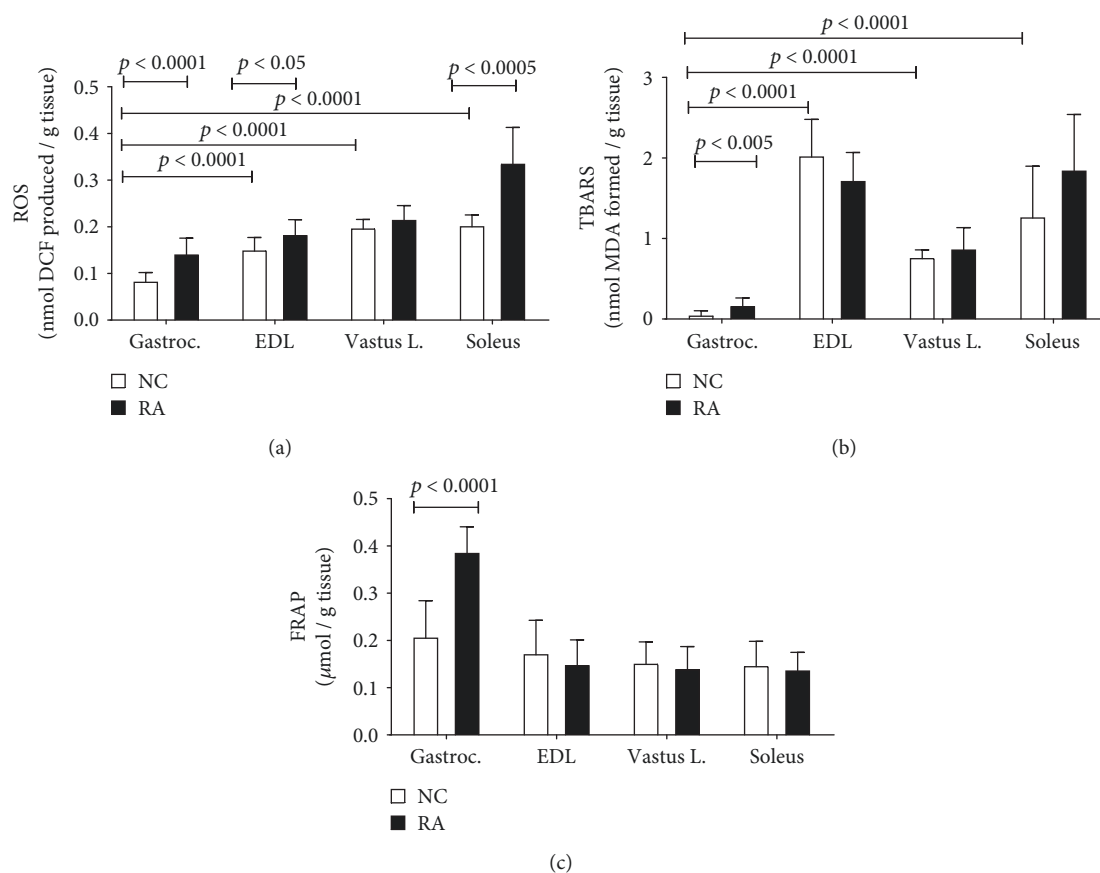 p < 0.0001
p < 0.05
p < 0.0005
p < 0.0001
p < 0.0001
p < 0.0001
ROS
(nmol DCF produced / g tissue)
0.5
0.4
0.3
0.2
0.1
0.0
Gastroc. EDL Vastus L. Soleus
NC
RA
(a)
p < 0.0001
p < 0.0001
p < 0.0001
p < 0.005
TBARS
(nmol MDA formed / g tissue)
3
2
1
0
Gastroc. EDL Vastus L. Soleus
NC
RA
(b)
p < 0.0001
FRAP
(μmol / g tissue)
0.5
0.4
0.3
0.2
0.1
0.0
Gastroc. EDL Vastus L. Soleus
NC
RA
(c)